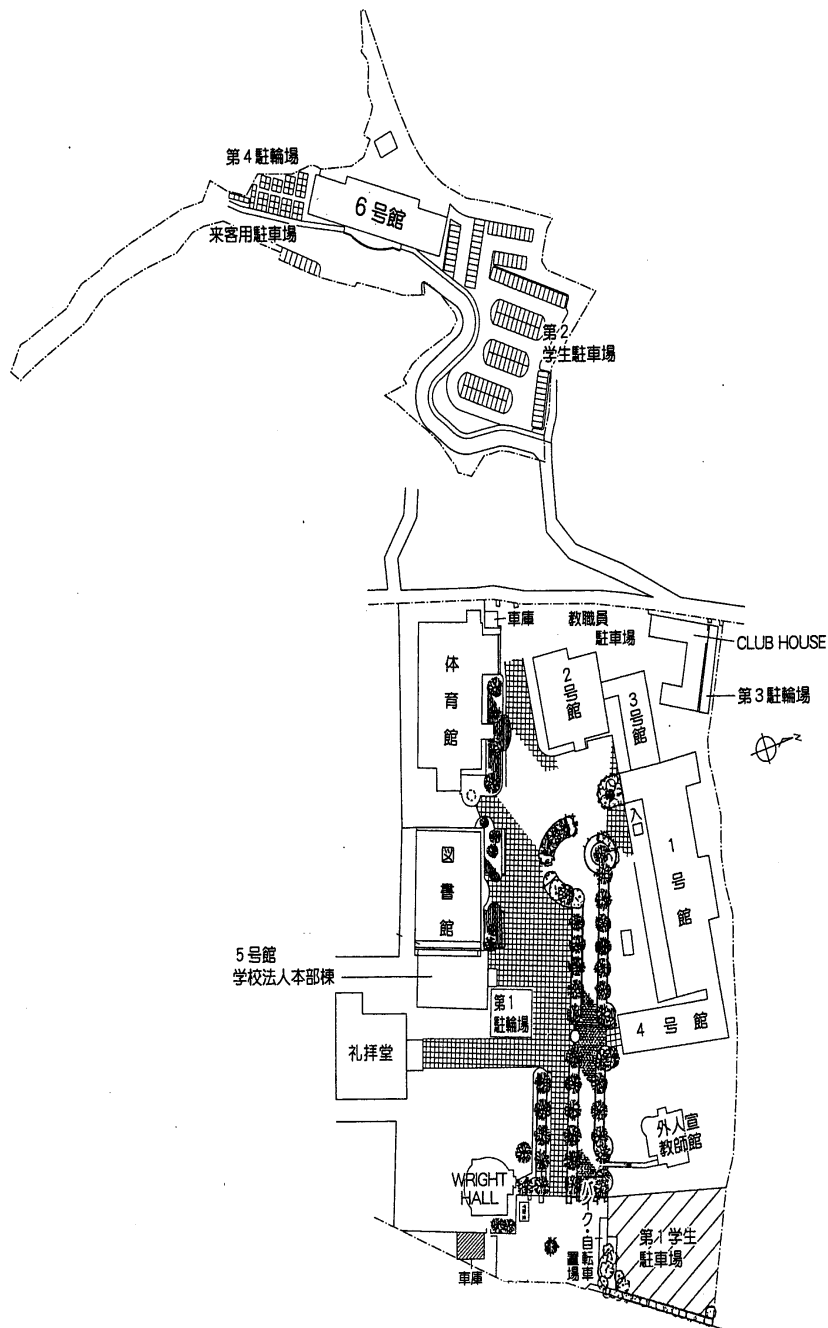 第4駐輪場
6号館
来客用駐車場
第2
学生駐車場
車庫
教職員
駐車場
CLUB HOUSE
体育館
2号館
3号館
第3駐輪場
N
入口
1号館
図書館
5号館
学校法人本部棟
第1
駐輪場
4号館
礼拝堂
外人宣
教師館
WRIGHT
HALL
バイク・自転車
置場
第1学生
駐車場
車庫